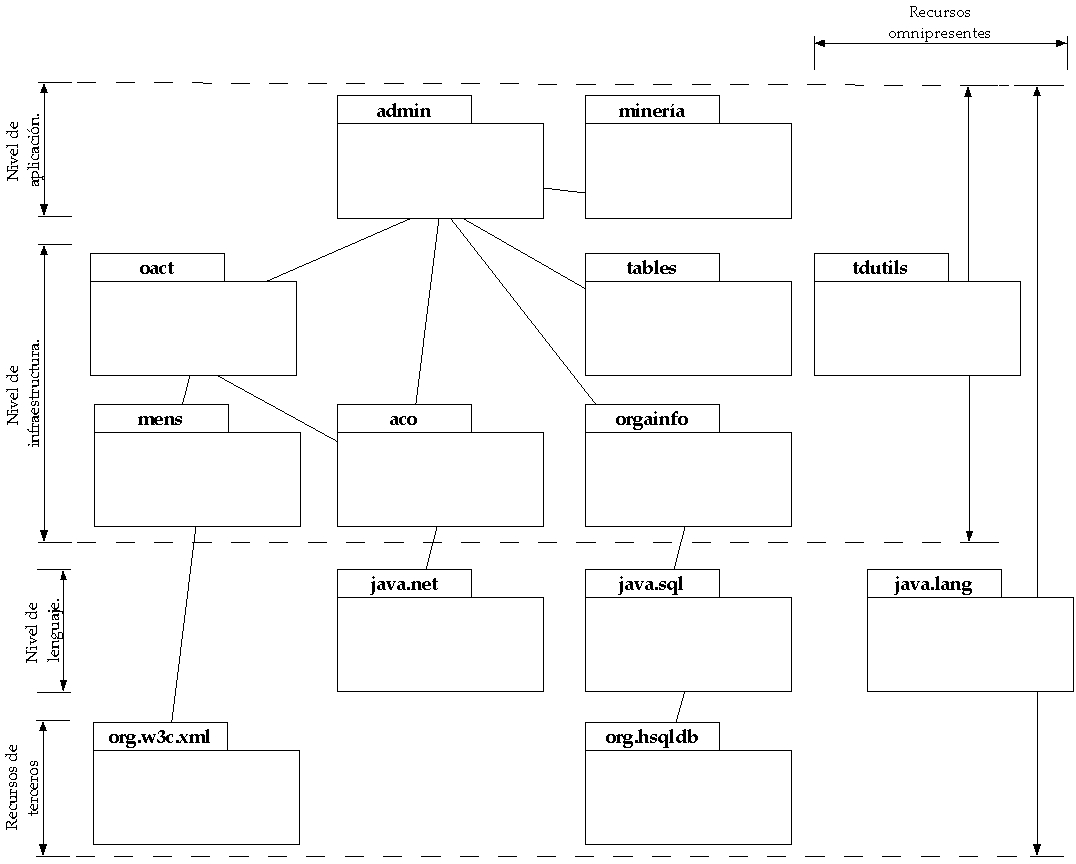 Recursos
omnipresentes
Nivel de
aplicación.
admin
minería
Nivel de
infraestructura.
oact
tables
tdutils
mens
aco
orgainfo
Nivel de
lenguaje.
java.net
java.sql
java.lang
Recursos de
terceros
org.w3c.xml
org.hsqldb